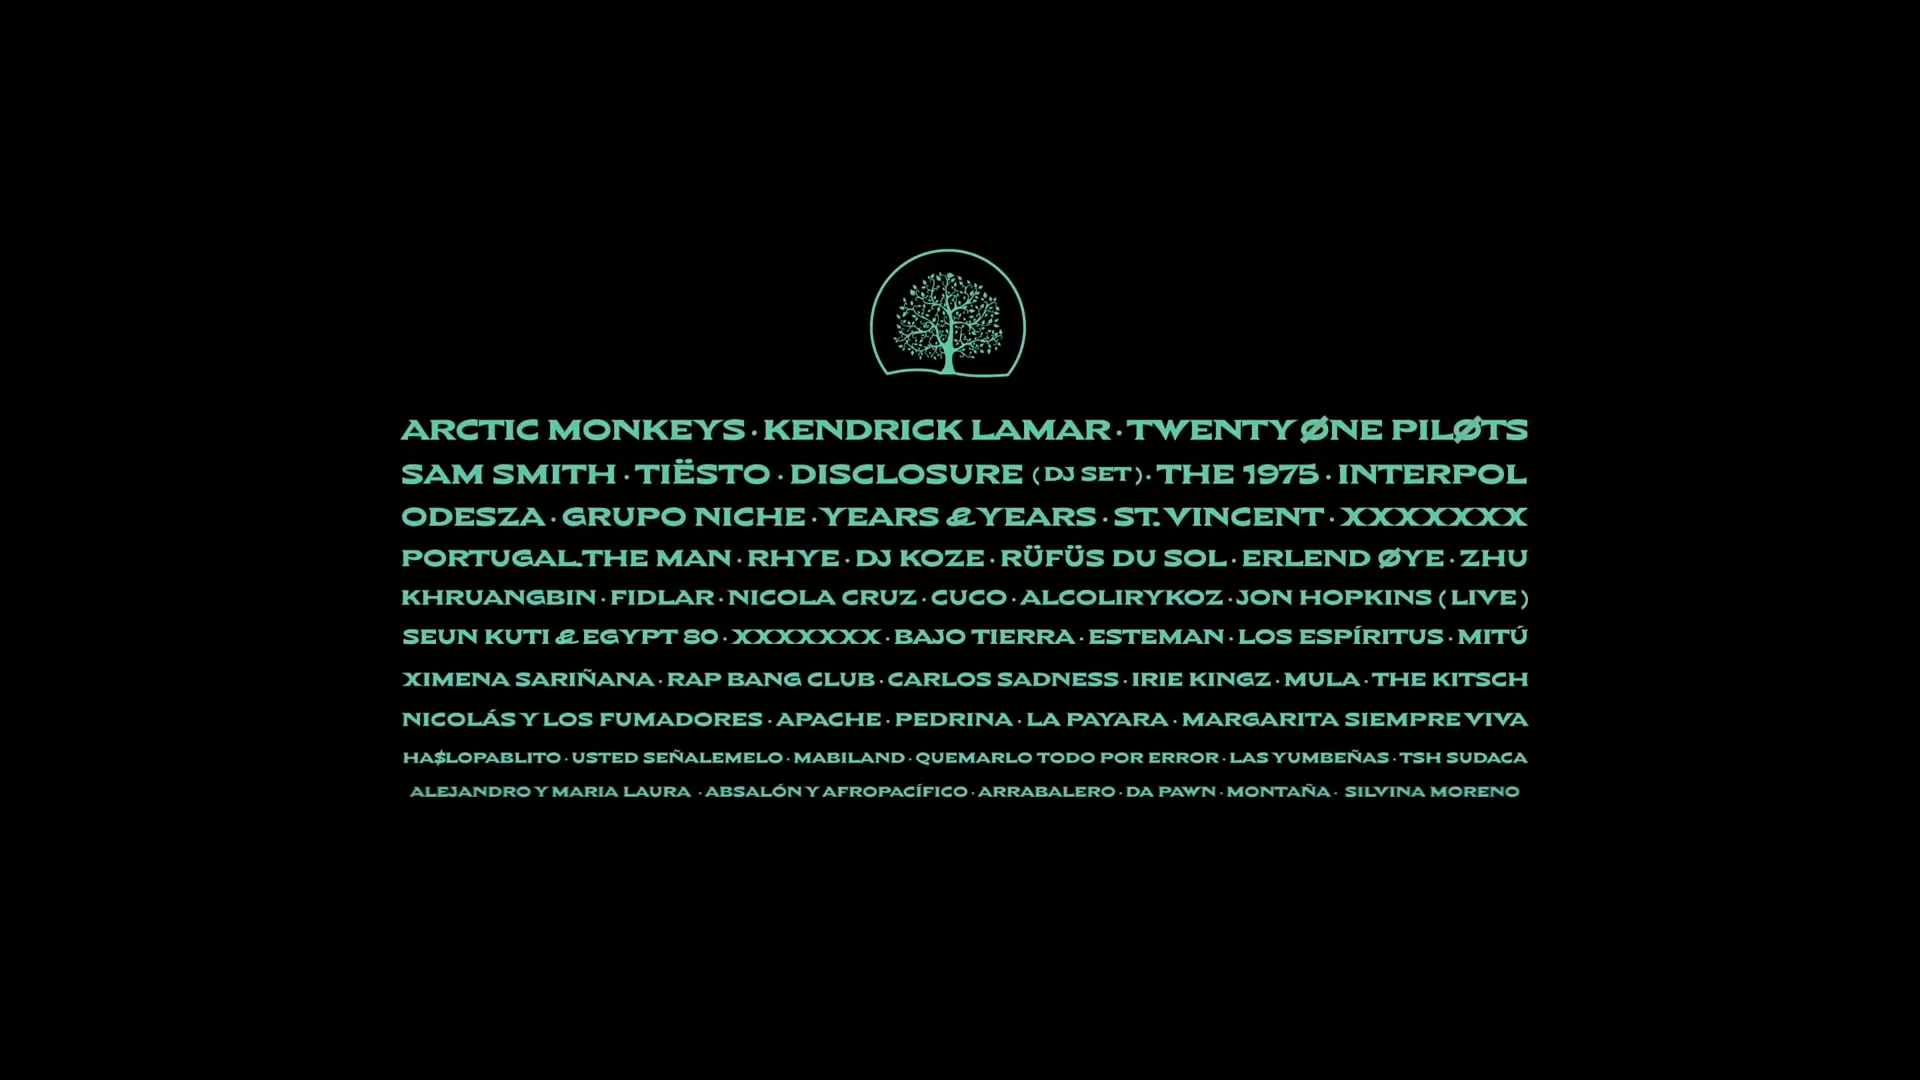 ARCTIC MONKEYS · KENDRICK LAMAR · TWENTY ØNE PILØTS
SAM SMITH · TIËSTO · DISCLOSURE (DJ SET) · THE 1975 · INTERPOL
ODESZA · GRUPO NICHE · YEARS & YEARS · ST. VINCENT · XXXXXXX
PORTUGAL.THE MAN · RHYE · DJ KOZE · RÜFÜS DU SOL · ERLEND ØYE · ZHU
KHRUANGBIN · FIDLAR · NICOLA CRUZ · CUCO · ALCOLIRYKOZ · JON HOPKINS (LIVE)
SEUN KUTI & EGYPT 80 · XXXXXXX · BAJO TIERRA · ESTEMAN · LOS ESPÍRITUS · MITÚ
XIMENA SARIÑANA · RAP BANG CLUB · CARLOS SADNESS · IRIE KINGZ · MULA · THE KITSCH
NICOLÁS Y LOS FUMADORES · APACHE · PEDRINA · LA PAYARA · MARGARITA SIEMPRE VIVA
HA$LOPABLITO · USTED SEÑALEMELO · MABILAND · QUEMARLO TODO POR ERROR · LAS YUMBEÑAS · TSH SUDACA
ALEJANDRO Y MARIA LAURA · ABSALÓN Y AFROPACÍFICO · ARRABALERO · DA PAWN · MONTAÑA · SILVINA MORENO